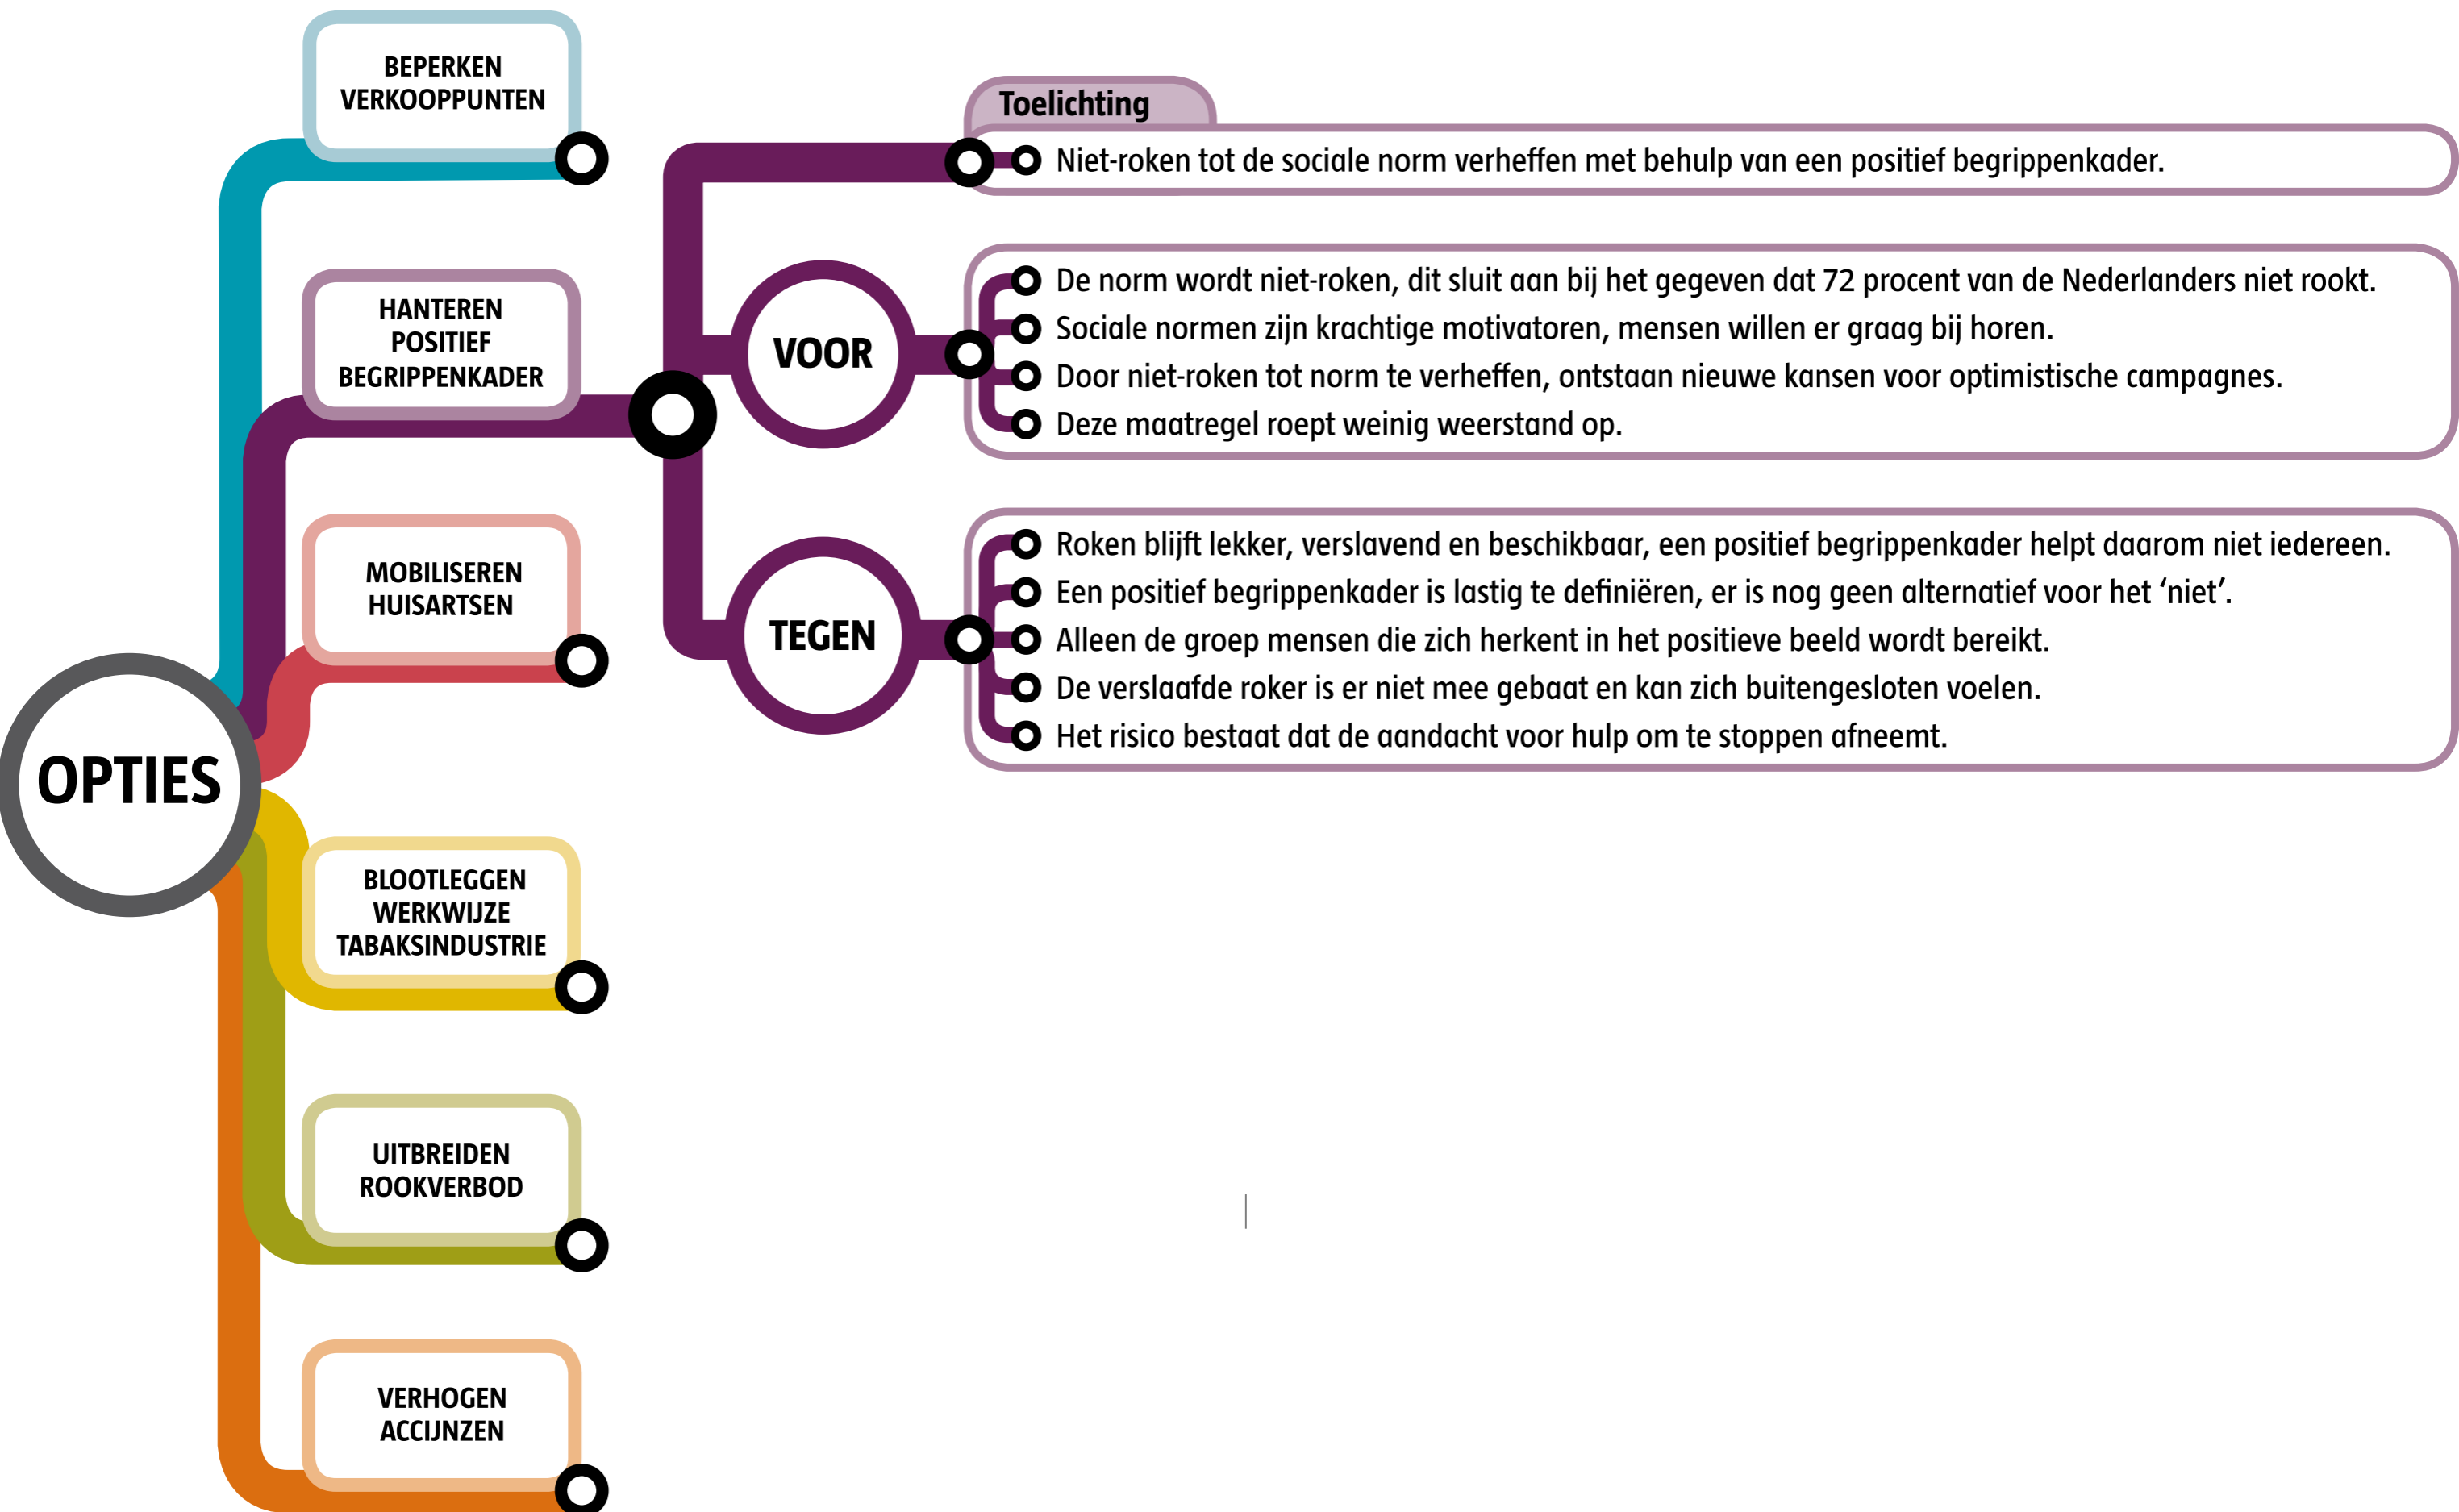 BEPERKEN
VERKOOPPUNTEN
HANTEREN
POSITIEF
BEGRIPPENKADER
MOBILISEREN
HUISARTSEN
OPTIES
BLOOTLEGGEN
WERKWIJZE
TABAKSINDUSTRIE
UITBREIDEN
ROOKVERBOD
VERHOGEN
ACCIJNZEN
Toelichting
Niet-roken tot de sociale norm verheffen met behulp van een positief begrippenkader.
VOOR
De norm wordt niet-roken, dit sluit aan bij het gegeven dat 72 procent van de Nederlanders niet rookt.
Sociale normen zijn krachtige motivatoren, mensen willen er graag bij horen.
Door niet-roken tot norm te verheffen, ontstaan nieuwe kansen voor optimistische campagnes.
Deze maatregel roept weinig weerstand op.
TEGEN
Roken blijft lekker, verslavend en beschikbaar, een positief begrippenkader helpt daarom niet iedereen.
Een positief begrippenkader is lastig te definiëren, er is nog geen alternatief voor het ‘niet’.
Alleen de groep mensen die zich herkent in het positieve beeld wordt bereikt.
De verslaafde roker is er niet mee gebaat en kan zich buitengesloten voelen.
Het risico bestaat dat de aandacht voor hulp om te stoppen afneemt.